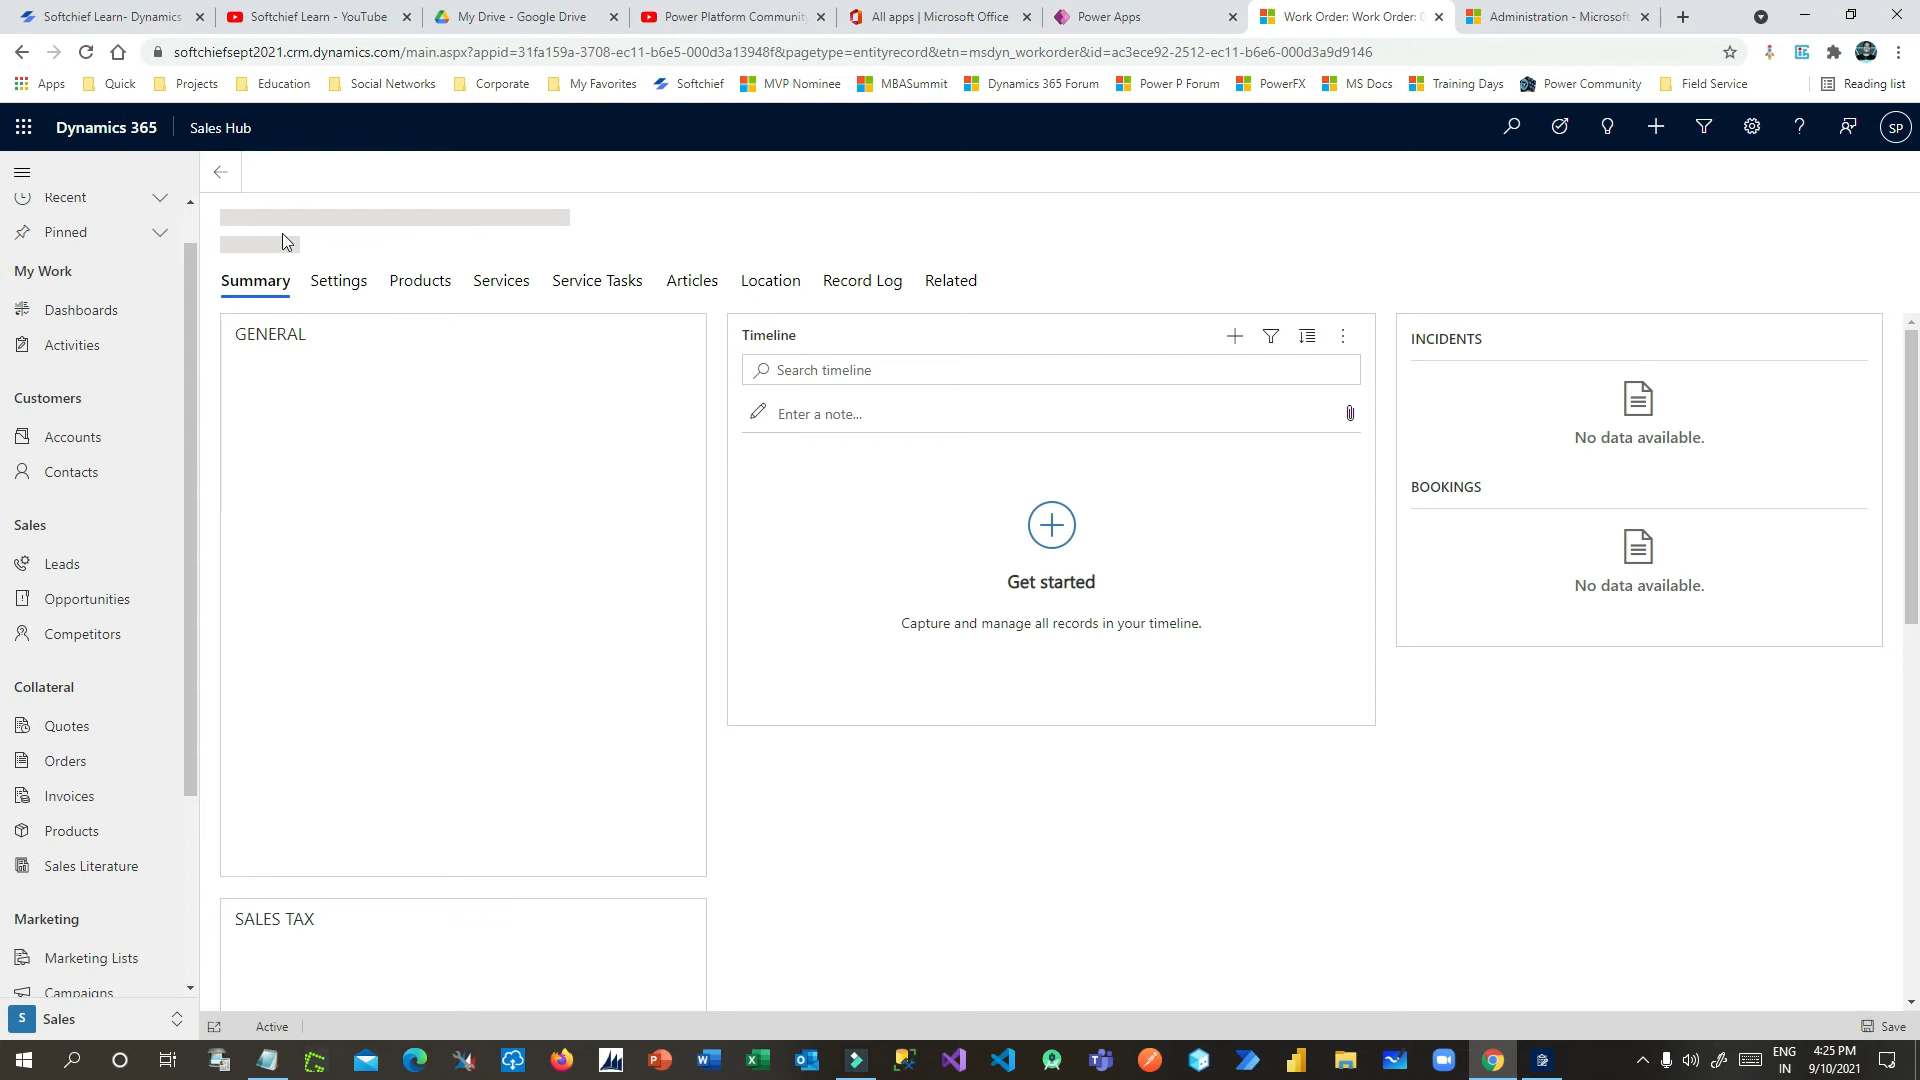 Softchief Learn- Dynamics
Softchief Learn - YouTube
My Drive - Google Drive
Power Platform Communit
All apps | Microsoft Office
Power Apps
Work Order: Work Order: 0
Administration - Microsoft
softchiefsept2021.crm.dynamics.com/main.aspx?appid=31fa159a-3708-ec11-b6e5-000d3a13948f&pagetype=entityrecord&etn=msdyn_workorder&id=ac3ece92-2512-ec11-b6e6-000d3a9d9146
Apps Quick Projects Education Social Networks Corporate My Favorites Softchief MVP Nominee MBASummit Dynamics 365 Forum Power P Forum PowerFX MS Docs Training Days Power Community Field Service Reading list
Dynamics 365 Sales Hub SP
Recent
Pinned
My Work
Dashboards
Activities
Customers
Accounts
Contacts
Sales
Leads
Opportunities
Competitors
Collateral
Quotes
Orders
Invoices
Products
Sales Literature
Marketing
Marketing Lists
Campaigns
S Sales
Summary Settings Products Services Service Tasks Articles Location Record Log Related
GENERAL
SALES TAX
Timeline
Search timeline
Enter a note...
Get started
Capture and manage all records in your timeline.
INCIDENTS
No data available.
BOOKINGS
No data available.
Active
Save
ENG
IN
4:25 PM
9/10/2021